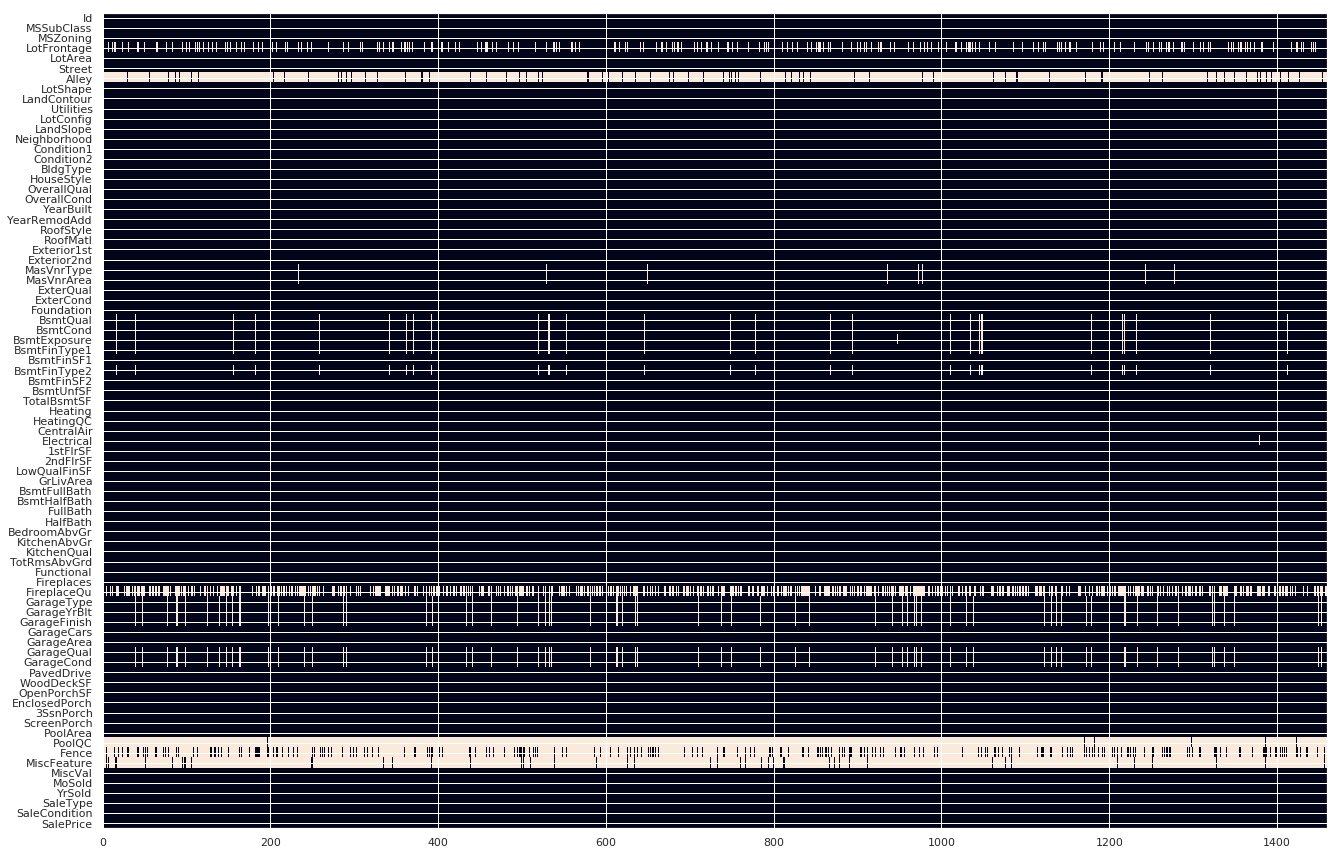 Id
MSSubClass
MSZoning
LotFrontage
LotArea
Street
Alley
LotShape
LandContour
Utilities
LotConfig
LandSlope
Neighborhood
Condition1
Condition2
BldgType
HouseStyle
OverallQual
OverallCond
YearBuilt
YearRemodAdd
RoofStyle
RoofMatl
Exterior1st
Exterior2nd
MasVnrType
MasVnrArea
ExterQual
ExterCond
Foundation
BsmtQual
BsmtCond
BsmtExposure
BsmtFinType1
BsmtFinSF1
BsmtFinType2
BsmtFinSF2
BsmtUnfSF
TotalBsmtSF
Heating
HeatingQC
CentralAir
Electrical
1stFlrSF
2ndFlrSF
LowQualFinSF
GrLivArea
BsmtFullBath
BsmtHalfBath
FullBath
HalfBath
BedroomAbvGr
KitchenAbvGr
KitchenQual
TotRmsAbvGrd
Functional
Fireplaces
FireplaceQu
GarageType
GarageYrBlt
GarageFinish
GarageCars
GarageArea
GarageQual
GarageCond
PavedDrive
WoodDeckSF
OpenPorchSF
EnclosedPorch
3SsnPorch
ScreenPorch
PoolArea
PoolQC
Fence
MiscFeature
MiscVal
MoSold
YrSold
SaleType
SaleCondition
SalePrice
0 200 400 600 800 1000 1200 1400